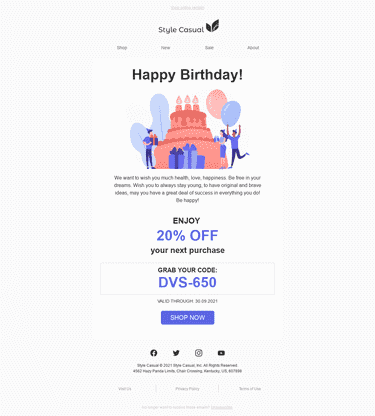 View online version
Style Casual
Shop New Sale About
Happy Birthday!
We want to wish you much health, love, happiness. Be free in your
dreams. Wish you to always stay young, to have original and brave
ideas, may you have a great deal of success in everything you do!
Be happy!
ENJOY
20% OFF
your next purchase
GRAB YOUR CODE:
DVS-650
VALID THROUGH: 30.09.2021
SHOP NOW
Style Casual © 2021 Style Casual, Inc. All Rights Reserved.
4562 Hazy Panda Limits, Chair Crossing, Kentucky, US, 607898
Visit Us Privacy Policy Terms of Use